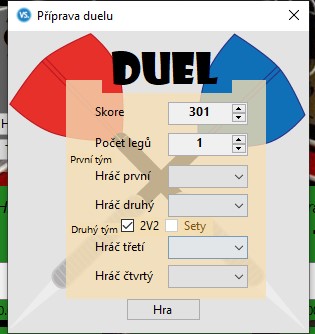 VS. Příprava duelu
DUEL
Skore 301
Počet legů 1
První tým
Hráč první
Hráč druhý
Druhý tým 2V2 Sety
Hráč třetí
Hráč čtvrtý
Hra